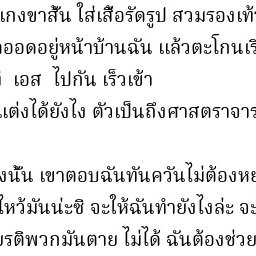 เกงขาสั้น ใส่เสื้อรัดรูป สวมรองเท้
จอดอยู่หน้าบ้านฉัน แล้วตะโกนเรี
เอส ไปกัน เร็วเข้า
แต่งได้ยังไง ตัวเป็นถึงศาสตราจาร
งนั้น เขาตอบฉันทันควันไม่ต้องหย
ไหว้มันน่ะซิ จะให้ฉันทำยังไงล่ะ จะ
ยรติพวกมันตาย ไม่ได้ ฉันต้องช่วย